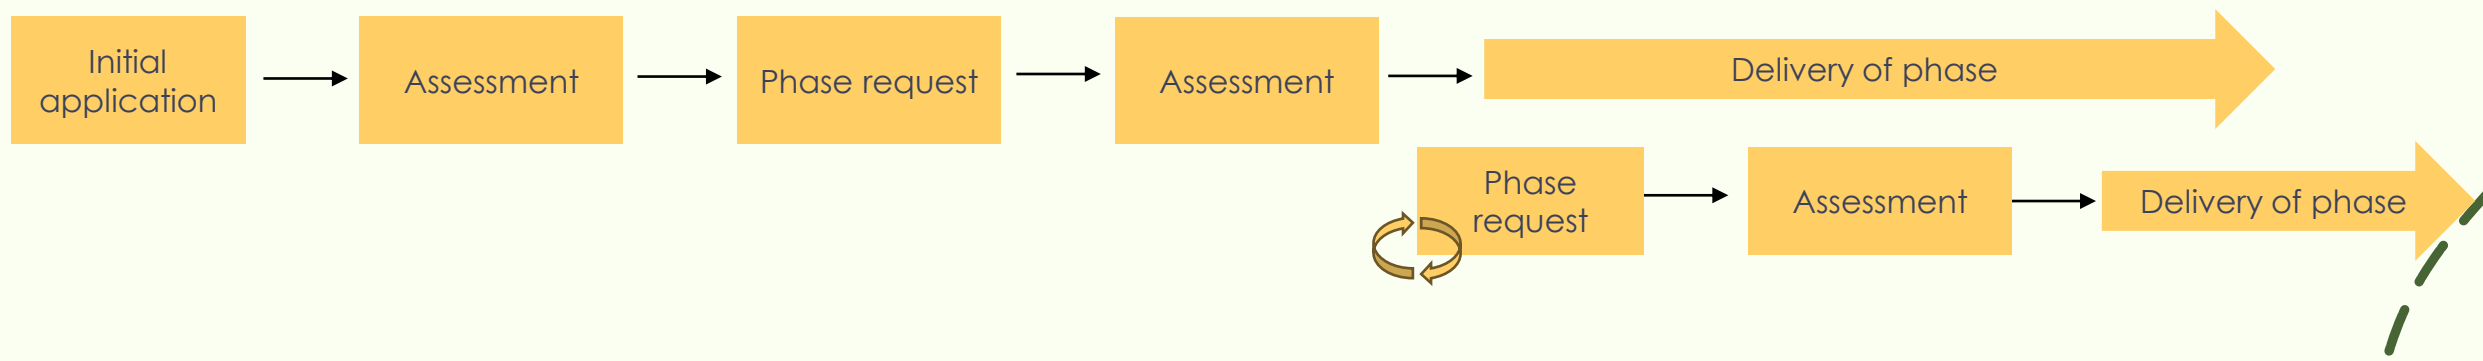 Initial
application
Assessment
Phase request
Assessment
Delivery of phase
Phase
request
Assessment
Delivery of phase